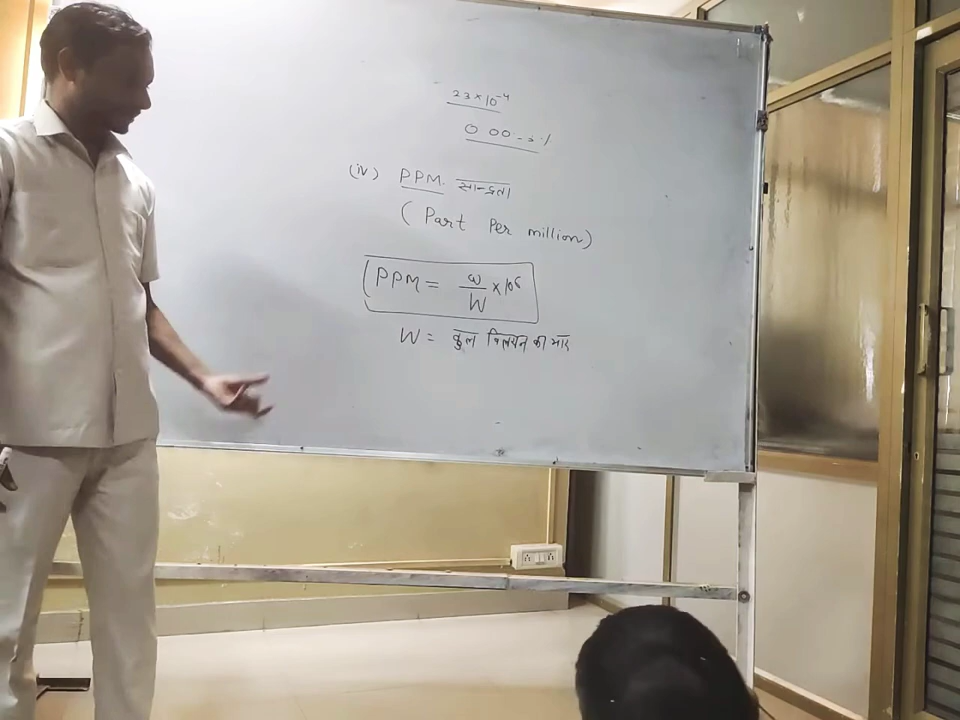 23×10⁻⁴
(iv) PPM. सान्द्रता
(Part Per million)
PPM = w/W ×10⁶
W = कुल विलयन का भार